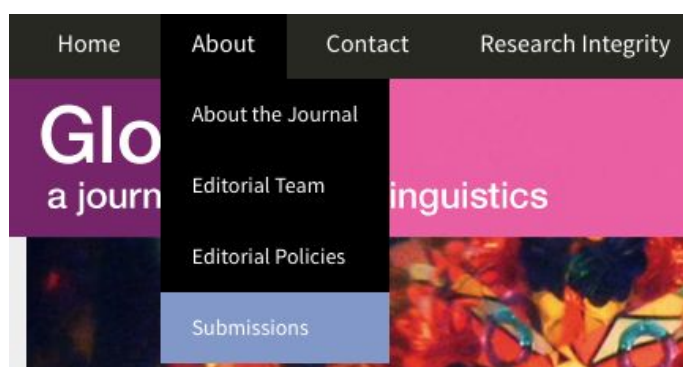 Home About Contact Research Integrity
About the Journal
Glo
Editorial Team
a journ inguistics
Editorial Policies
Submissions